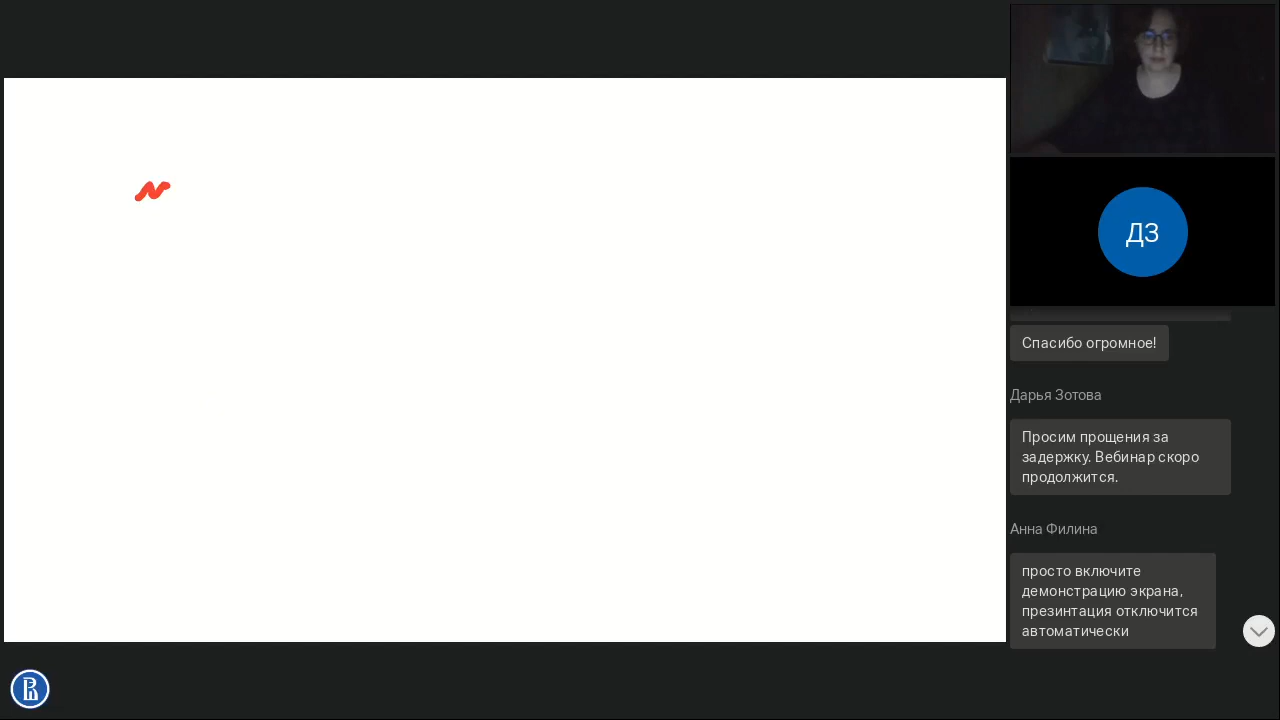 ДЗ
Спасибо огромное!
Дарья Зотова
Просим прощения за
задержку. Вебинар скоро
продолжится.
Анна Филина
просто включите
демонстрацию экрана,
презинтация отключится
автоматически